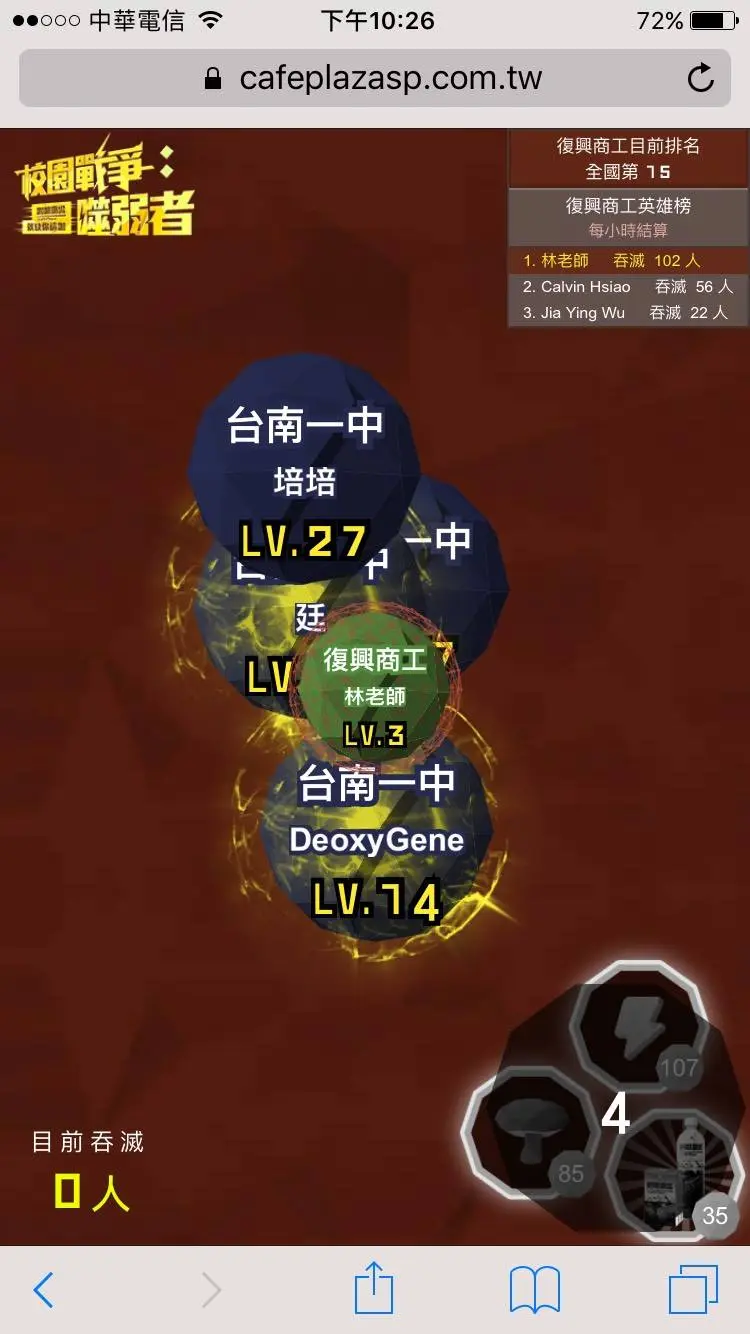 中華電信
下午10:26
72%
cafeplazasp.com.tw
校園戰爭:
噬弱者
復興商工目前排名
全國第 15
復興商工英雄榜
每小時結算
1. 林老師 吞滅 102 人
2. Calvin Hsiao 吞滅 56 人
3. Jia Ying Wu 吞滅 22 人
台南一中
培培
LV.27
一中
廷
LV
復興商工
林老師
LV.3
台南一中
DeoxyGene
LV.14
107
4
85
35
目前吞滅
0 人